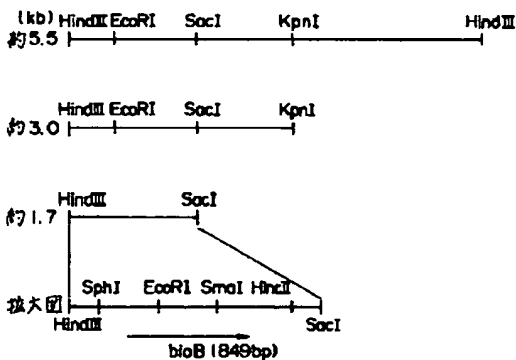 (kb) HindⅢ EcoRI SacI KpnI HindⅢ
約5.5
HindⅢ EcoRI SacI KpnI
約3.0
HindⅢ SacI
約1.7
SphI EcoRI SmaI HincⅡ
拡大図
HindⅢ SacI
bioB (849bp)